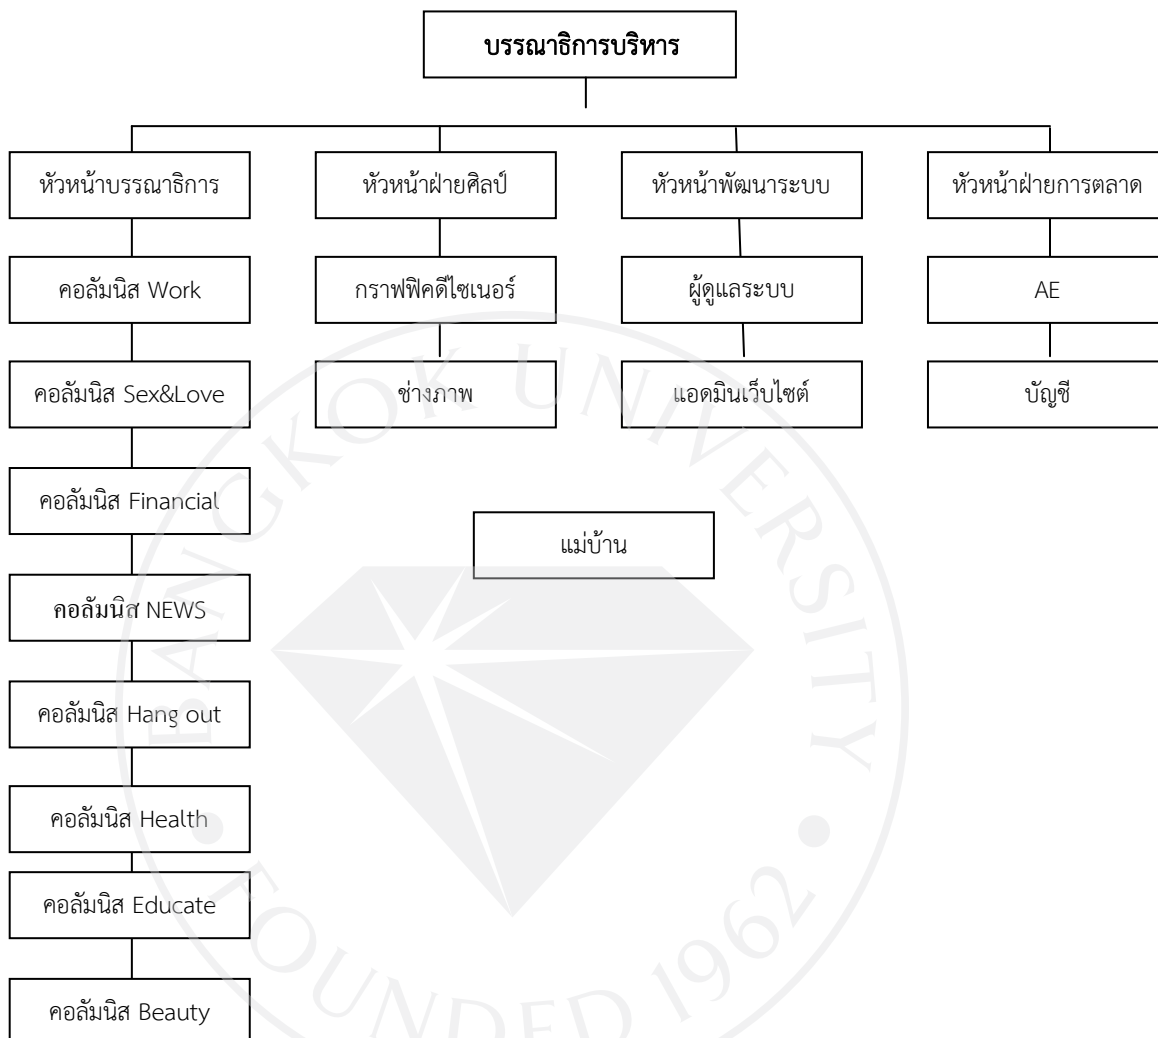 บรรณาธิการบริหาร
หัวหน้าบรรณาธิการ
หัวหน้าฝ่ายศิลป์
หัวหน้าพัฒนาระบบ
หัวหน้าฝ่ายการตลาด
คอลัมนิส Work
กราฟฟิคดีไซเนอร์
ผู้ดูแลระบบ
AE
คอลัมนิส Sex&Love
ช่างภาพ
แอดมินเว็บไซต์
บัญชี
คอลัมนิส Financial
แม่บ้าน
คอลัมนิส NEWS
คอลัมนิส Hang out
คอลัมนิส Health
คอลัมนิส Educate
คอลัมนิส Beauty
BANGKOK UNIVERSITY
FOUNDED 1962